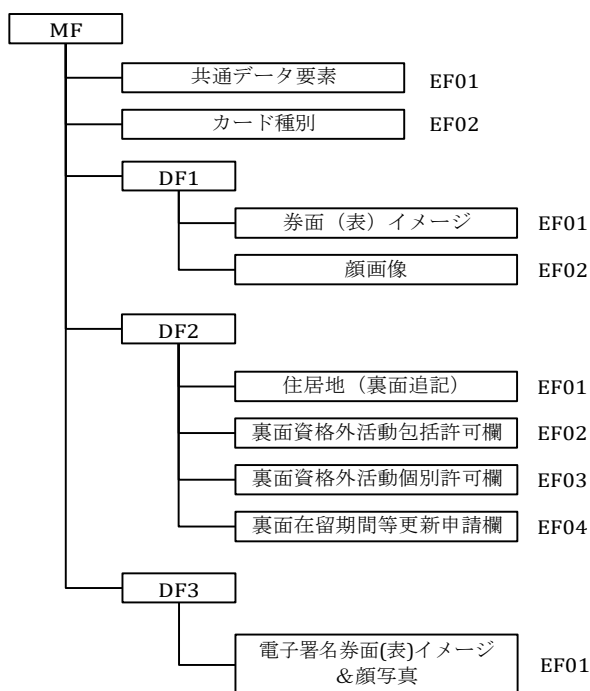 MF
共通データ要素 EF01
カード種別 EF02
DF1
券面（表）イメージ EF01
顔画像 EF02
DF2
住居地（裏面追記） EF01
裏面資格外活動包括許可欄 EF02
裏面資格外活動個別許可欄 EF03
裏面在留期間等更新申請欄 EF04
DF3
電子署名券面(表)イメージ
&顔写真 EF01